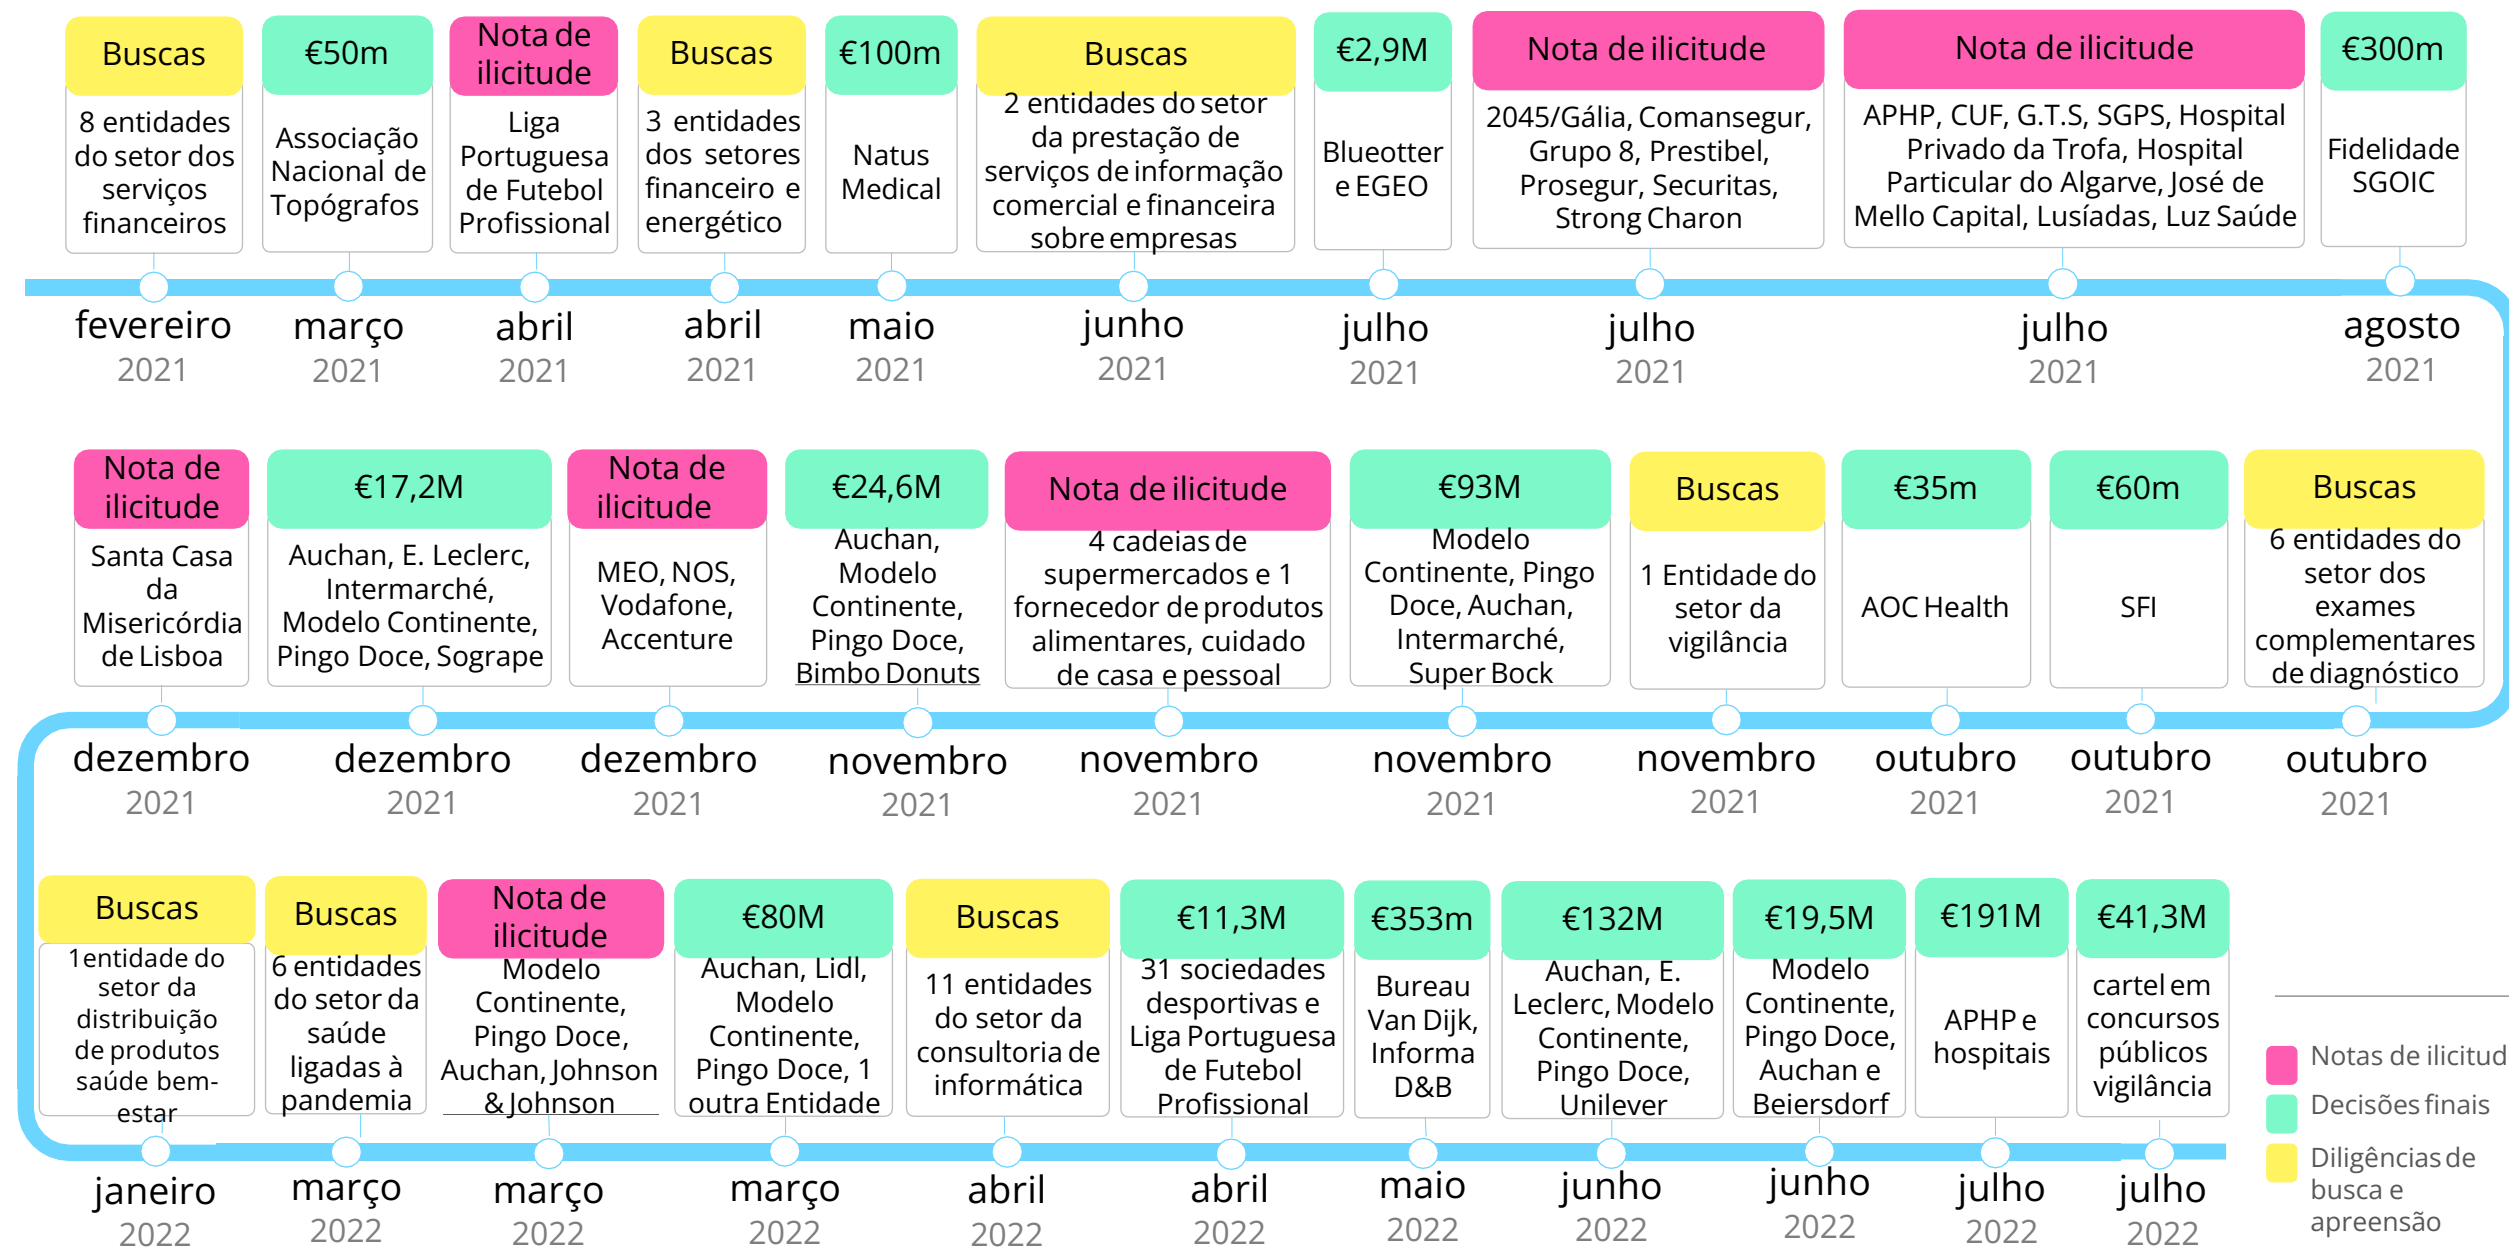 Buscas
8 entidades
do setor dos
serviços
financeiros
fevereiro
2021
€50m
Associação
Nacional de
Topógrafos
março
2021
Nota de
ilicitude
Liga
Portuguesa
de Futebol
Profissional
abril
2021
Buscas
3 entidades
dos setores
financeiro e
energético
abril
2021
€100m
Natus
Medical
maio
2021
Buscas
2 entidades do setor
da prestação de
serviços de informação
comercial e financeira
sobre empresas
junho
2021
€2,9M
Blueotter
e EGEO
julho
2021
Nota de ilicitude
2045/Gália, Comansegur,
Grupo 8, Prestibel,
Prosegur, Securitas,
Strong Charon
julho
2021
Nota de ilicitude
APHP, CUF, G.T.S, SGPS, Hospital
Privado da Trofa, Hospital
Particular do Algarve, José de
Mello Capital, Lusíadas, Luz Saúde
julho
2021
€300m
Fidelidade
SGOIC
agosto
2021
Nota de
ilicitude
Santa Casa
da
Misericórdia
de Lisboa
dezembro
2021
€17,2M
Auchan, E. Leclerc,
Intermarché,
Modelo Continente,
Pingo Doce, Sogrape
dezembro
2021
Nota de
ilicitude
MEO, NOS,
Vodafone,
Accenture
dezembro
2021
€24,6M
Auchan,
Modelo
Continente,
Pingo Doce,
Bimbo Donuts
novembro
2021
Nota de ilicitude
4 cadeias de
supermercados e 1
fornecedor de produtos
alimentares, cuidado
de casa e pessoal
novembro
2021
€93M
Modelo
Continente, Pingo
Doce, Auchan,
Intermarché,
Super Bock
novembro
2021
Buscas
1 Entidade do
setor da
vigilância
novembro
2021
€35m
AOC Health
outubro
2021
€60m
SFI
outubro
2021
Buscas
6 entidades do
setor dos
exames
complementares
de diagnóstico
outubro
2021
Buscas
1entidade do
setor da
distribuição
de produtos
saúde bem-
estar
janeiro
2022
Buscas
6 entidades
do setor da
saúde
ligadas à
pandemia
março
2022
Nota de
ilicitude
Modelo
Continente,
Pingo Doce,
Auchan, Johnson
& Johnson
março
2022
€80M
Auchan, Lidl,
Modelo
Continente,
Pingo Doce, 1
outra Entidade
março
2022
Buscas
11 entidades
do setor da
consultoria de
informática
abril
2022
€11,3M
31 sociedades
desportivas e
Liga Portuguesa
de Futebol
Profissional
abril
2022
€353m
Bureau
Van Dijk,
Informa
D&B
maio
2022
€132M
Auchan, E.
Leclerc, Modelo
Continente,
Pingo Doce,
Unilever
junho
2022
€19,5M
Modelo
Continente,
Pingo Doce,
Auchan e
Beiersdorf
junho
2022
€191M
APHP e
hospitais
julho
2022
€41,3M
cartel em
concursos
públicos
vigilância
julho
2022
Notas de ilicitud
Decisões finais
Diligências de
busca e
apreensão